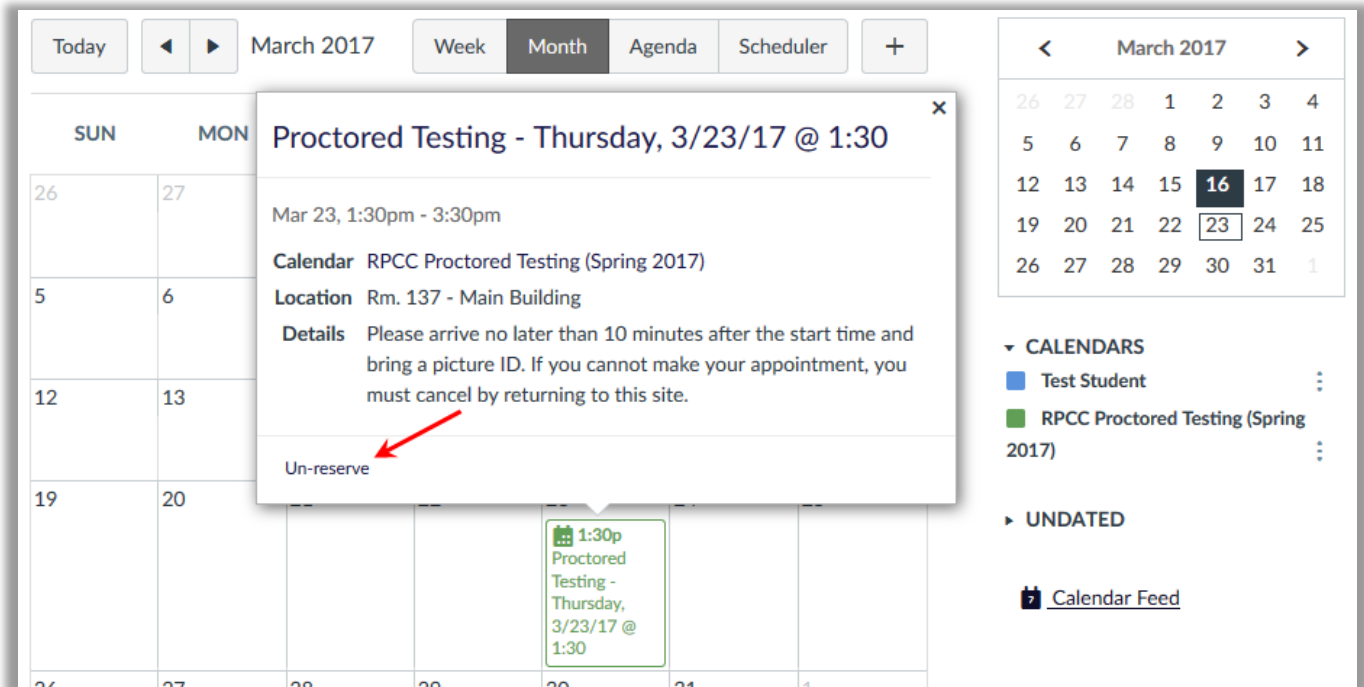 Today
March 2017
Week Month Agenda Scheduler +
SUN MON
Proctored Testing - Thursday, 3/23/17 @ 1:30
Mar 23, 1:30pm - 3:30pm
Calendar RPCC Proctored Testing (Spring 2017)
Location Rm. 137 - Main Building
Details Please arrive no later than 10 minutes after the start time and
bring a picture ID. If you cannot make your appointment, you
must cancel by returning to this site.
Un-reserve
26 27
5 6
12 13
19 20
1:30p
Proctored
Testing -
Thursday,
3/23/17 @
1:30
March 2017
26 27 28 1 2 3 4
5 6 7 8 9 10 11
12 13 14 15 16 17 18
19 20 21 22 23 24 25
26 27 28 29 30 31 1
CALENDARS
Test Student
RPCC Proctored Testing (Spring
2017)
UNDATED
7 Calendar Feed